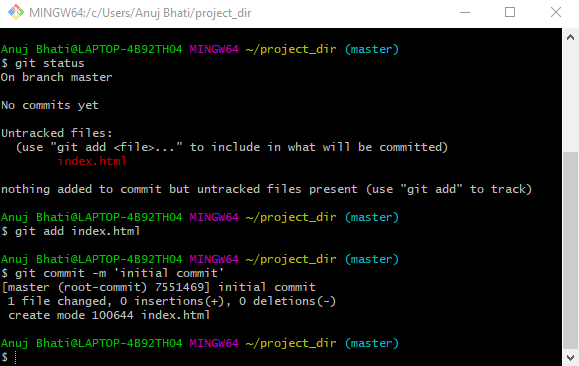 MINGW64:/c/Users/Anuj Bhati/project_dir
Anuj Bhati@LAPTOP-4B92TH04 MINGW64 ~/project_dir (master)
$ git status
On branch master
No commits yet
Untracked files:
  (use "git add <file>..." to include in what will be committed)
        index.html
nothing added to commit but untracked files present (use "git add" to track)
Anuj Bhati@LAPTOP-4B92TH04 MINGW64 ~/project_dir (master)
$ git add index.html
Anuj Bhati@LAPTOP-4B92TH04 MINGW64 ~/project_dir (master)
$ git commit -m 'initial commit'
[master (root-commit) 7551469] initial commit
 1 file changed, 0 insertions(+), 0 deletions(-)
 create mode 100644 index.html
Anuj Bhati@LAPTOP-4B92TH04 MINGW64 ~/project_dir (master)
$